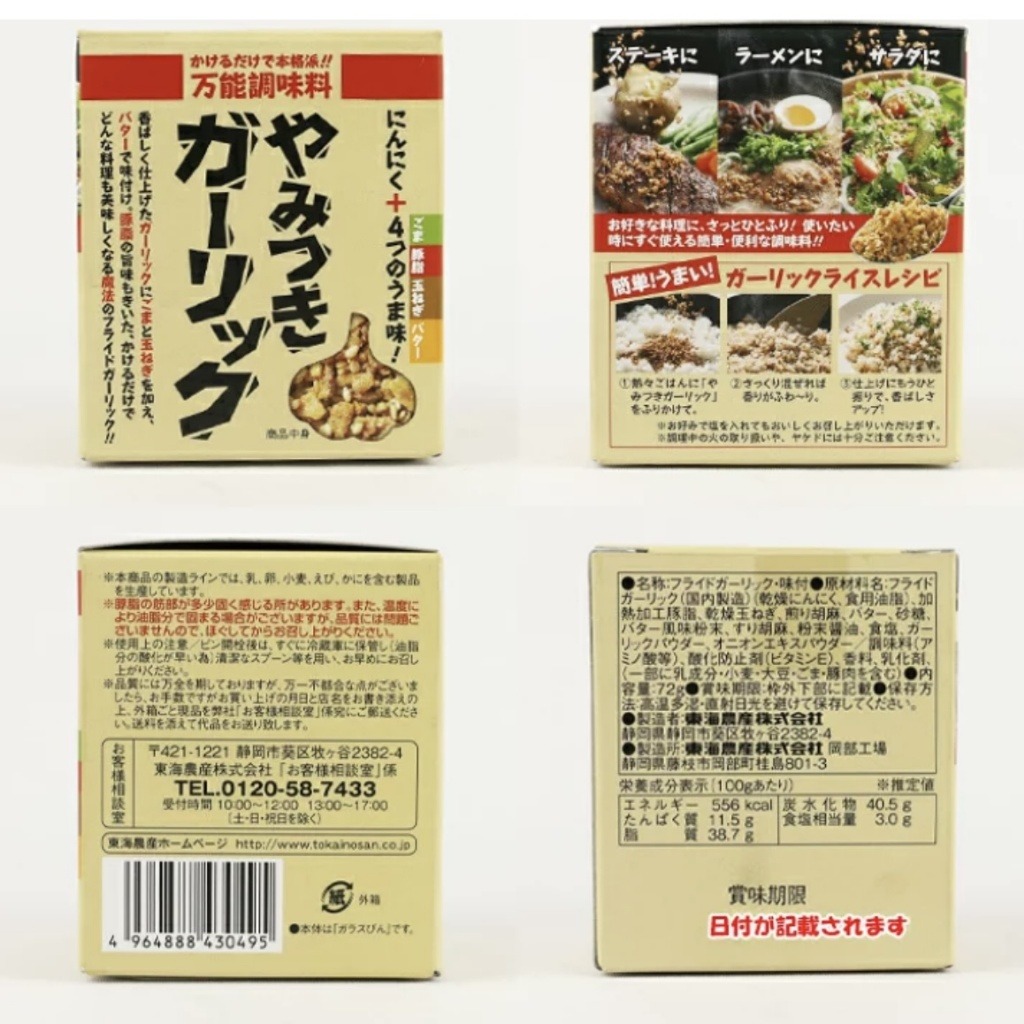 かけるだけで本格派!!
万能調味料
にんにく+4つのうま味!
ごま 豚脂 玉ねぎ バター
やみつき
ガーリック
香ばしく仕上げたガーリックにごまと玉ねぎを加え、
バターで味付け。豚脂の旨味もきいた、かけるだけで
どんな料理も美味しくなる魔法のフライドガーリック!!
商品中身
ステーキに ラーメンに サラダに
お好きな料理に、さっとひとふり! 使いたい
時にすぐ使える簡単・便利な調味料!!
簡単!うまい! ガーリックライスレシピ
①熱々ごはんに「や
みつきガーリック」
をふりかけて。
②さっくり混ぜれば
香りがふわ〜り。
③仕上げにもうひと
振りで、香ばしさ
アップ!
※お好みで塩を入れてもおいしくお召し上がりいただけます。
※調理中の火の取り扱いや、ヤケドには十分ご注意ください。
※本商品の製造ラインでは、乳、卵、小麦、えび、かにを含む製品
を生産しています。
※豚脂の筋部が多少固く感じる所があります。また、温度に
より油脂分で固まる場合がございますが、品質には問題ご
ざいませんので、ほぐしてからお召し上がりください。
※使用上の注意/ビン開栓後は、すぐに冷蔵庫に保管し(油脂
分の酸化が早い為)清潔なスプーン等を用い、お早めにお召し
上がりください。
※品質には万全を期しておりますが、万一不都合な点がございま
したら、お手数ですがお買い上げの月日と店名をお書き添えの
上、外箱ごと現品を弊社「お客様相談室」係宛にご郵送くださ
い。送料を添えて代品をお送り致します。
お客様相談室
〒421-1221 静岡市葵区牧ヶ谷2382-4
東海農産株式会社「お客様相談室」係
TEL.0120-58-7433
受付時間 10:00〜12:00 13:00〜17:00
(土・日・祝日を除く)
東海農産ホームページ http://www.tokainosan.co.jp
4 964888 430495
紙 外箱
●本体は「ガラスびん」です。
●名称:フライドガーリック・味付●原材料名:フライド
ガーリック(国内製造)(乾燥にんにく、食用油脂)、加
熱加工豚脂、乾燥玉ねぎ、煎り胡麻、バター、砂糖、
バター風味粉末、すり胡麻、粉末醤油、食塩、ガー
リックパウダー、オニオンエキスパウダー/調味料(ア
ミノ酸等)、酸化防止剤(ビタミンE)、香料、乳化剤、
(一部に乳成分・小麦・大豆・ごま・豚肉を含む)●内
容量:72g●賞味期限:枠外下部に記載●保存方
法:高温多湿・直射日光を避けて保存してください。
●製造者:東海農産株式会社
静岡県静岡市葵区牧ヶ谷2382-4
●製造所:東海農産株式会社 岡部工場
静岡県藤枝市岡部町桂島801-3
栄養成分表示(100gあたり) ※推定値
エネルギー 556 kcal 炭水化物 40.5 g
たんぱく質 11.5 g 食塩相当量 3.0 g
脂質 38.7 g
賞味期限
日付が記載されます